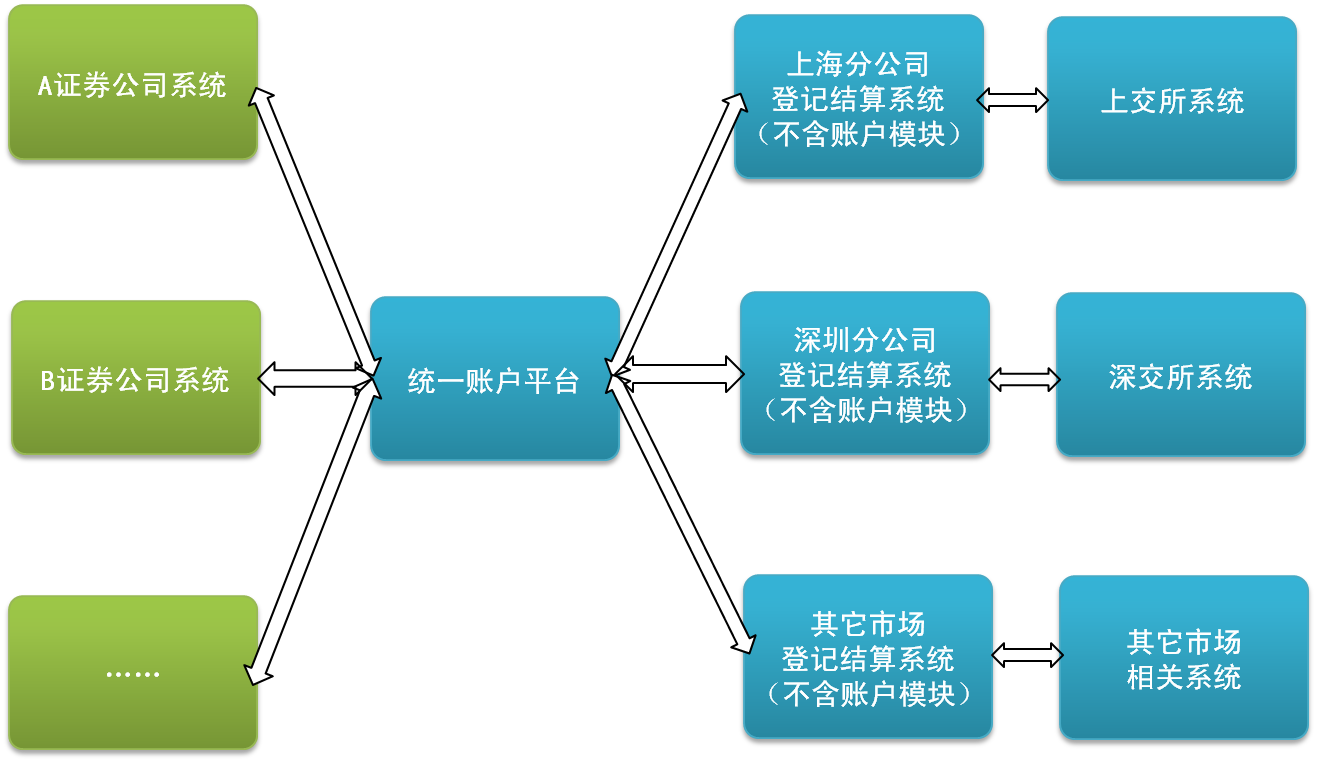 A证券公司系统
上海分公司
登记结算系统
（不含账户模块）
上交所系统
B证券公司系统
统一账户平台
深圳分公司
登记结算系统
（不含账户模块）
深交所系统
……
其它市场
登记结算系统
（不含账户模块）
其它市场
相关系统